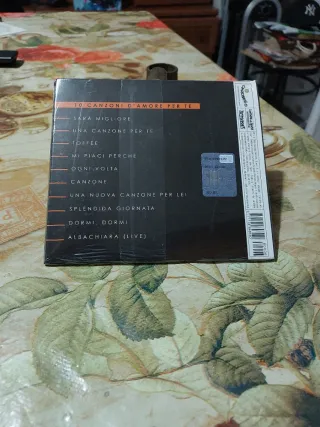 10 CANZONI D'AMORE PER TE
SARÀ MIGLIORE
UNA CANZONE PER TE
TOFFEE
MI PIACI PERCHÉ
OGNI VOLTA
CANZONE
UNA NUOVA CANZONE PER LEI
SPLENDIDA GIORNATA
DORMI, DORMI
ALBACHIARA (LIVE)